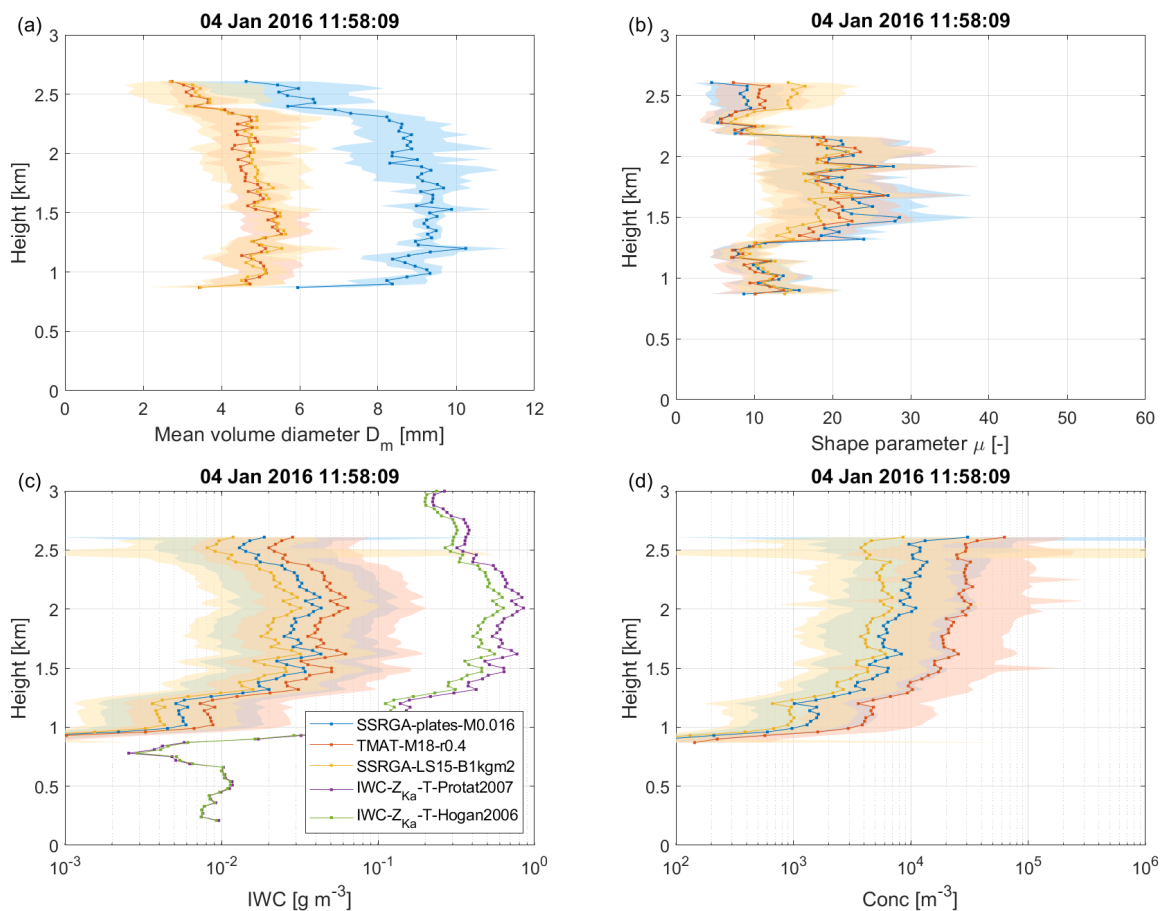 (a)
04 Jan 2016 11:58:09
3
2.5
2
1.5
1
0.5
0
Height [km]
0 2 4 6 8 10 12
Mean volume diameter D_m [mm]
(b)
04 Jan 2016 11:58:09
3
2.5
2
1.5
1
0.5
0
Height [km]
0 10 20 30 40 50 60
Shape parameter μ [-]
(c)
04 Jan 2016 11:58:09
3
2.5
2
1.5
1
0.5
0
Height [km]
SSRGA-plates-M0.016
TMAT-M18-r0.4
SSRGA-LS15-B1kgm2
IWC-Z_Ka-T-Protat2007
IWC-Z_Ka-T-Hogan2006
10^-3 10^-2 10^-1 10^0
IWC [g m^-3]
(d)
04 Jan 2016 11:58:09
3
2.5
2
1.5
1
0.5
0
Height [km]
10^2 10^3 10^4 10^5 10^6
Conc [m^-3]